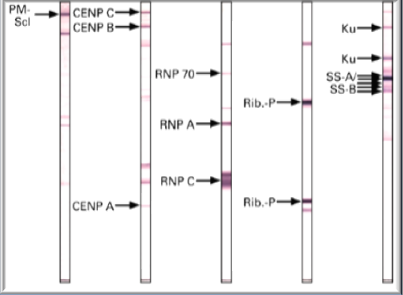 PM-
Scl
CENP C
CENP B
CENP A
RNP 70
RNP A
RNP C
Rib.-P
Rib.-P
Ku
Ku
SS-A/
SS-B